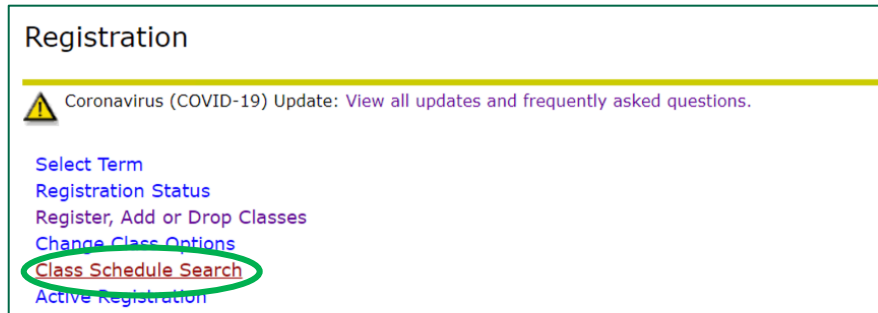 Registration
Coronavirus (COVID-19) Update: View all updates and frequently asked questions.
Select Term
Registration Status
Register, Add or Drop Classes
Change Class Options
Class Schedule Search
Active Registration